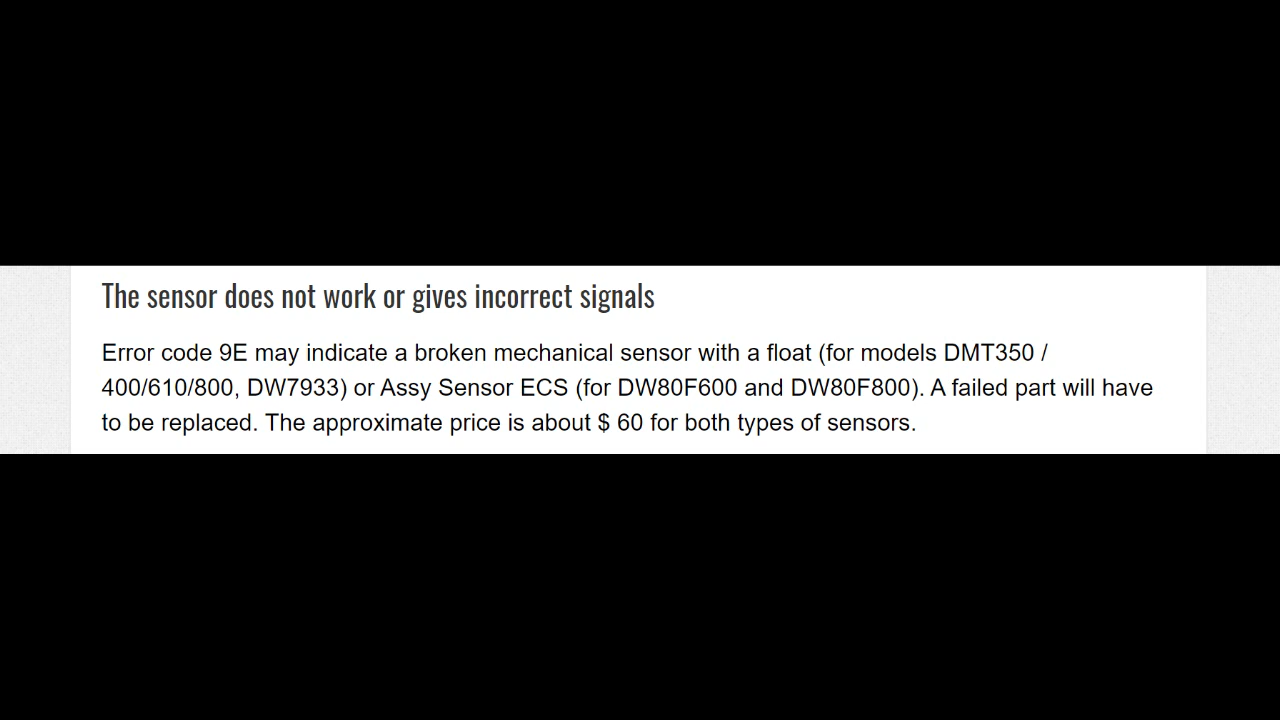 The sensor does not work or gives incorrect signals
Error code 9E may indicate a broken mechanical sensor with a float (for models DMT350 /
400/610/800, DW7933) or Assy Sensor ECS (for DW80F600 and DW80F800). A failed part will have
to be replaced. The approximate price is about $ 60 for both types of sensors.